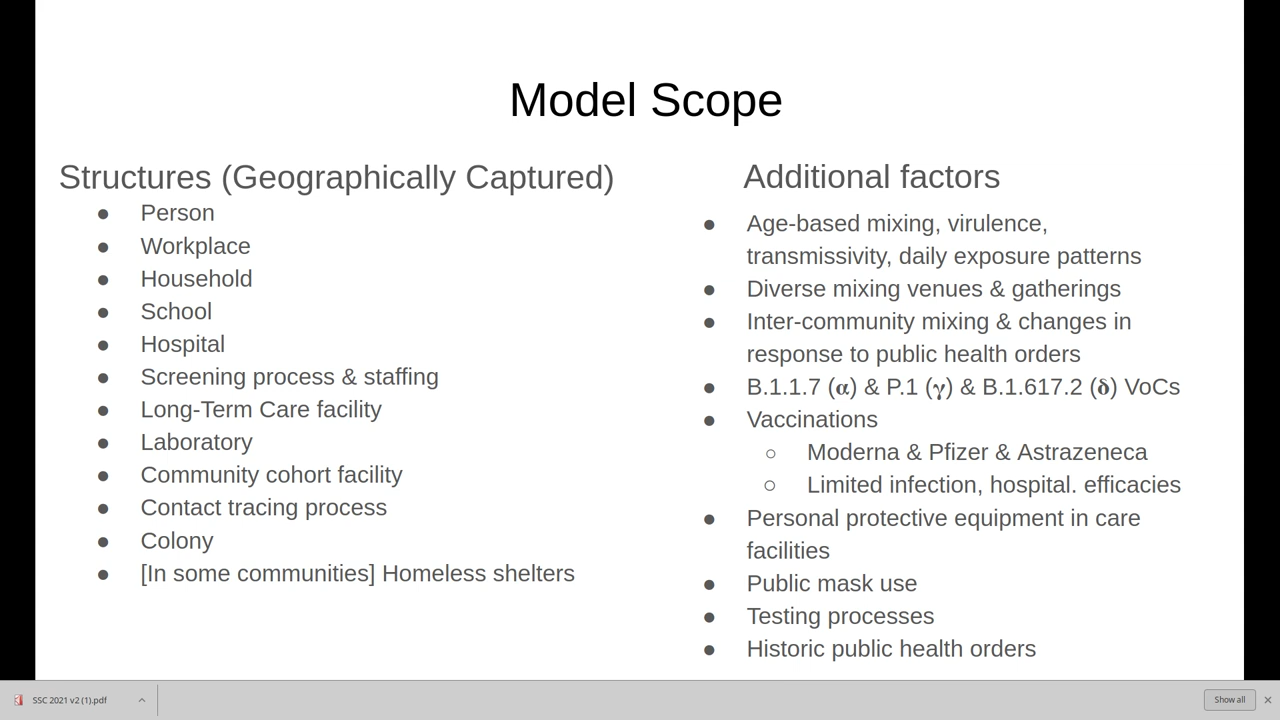 Model Scope
Structures (Geographically Captured)
● Person
● Workplace
● Household
● School
● Hospital
● Screening process & staffing
● Long-Term Care facility
● Laboratory
● Community cohort facility
● Contact tracing process
● Colony
● [In some communities] Homeless shelters
Additional factors
● Age-based mixing, virulence,
transmissivity, daily exposure patterns
● Diverse mixing venues & gatherings
● Inter-community mixing & changes in
response to public health orders
● B.1.1.7 (α) & P.1 (γ) & B.1.617.2 (δ) VoCs
● Vaccinations
○ Moderna & Pfizer & Astrazeneca
○ Limited infection, hospital. efficacies
● Personal protective equipment in care
facilities
● Public mask use
● Testing processes
● Historic public health orders
SSC 2021 v2 (1).pdf
Show all